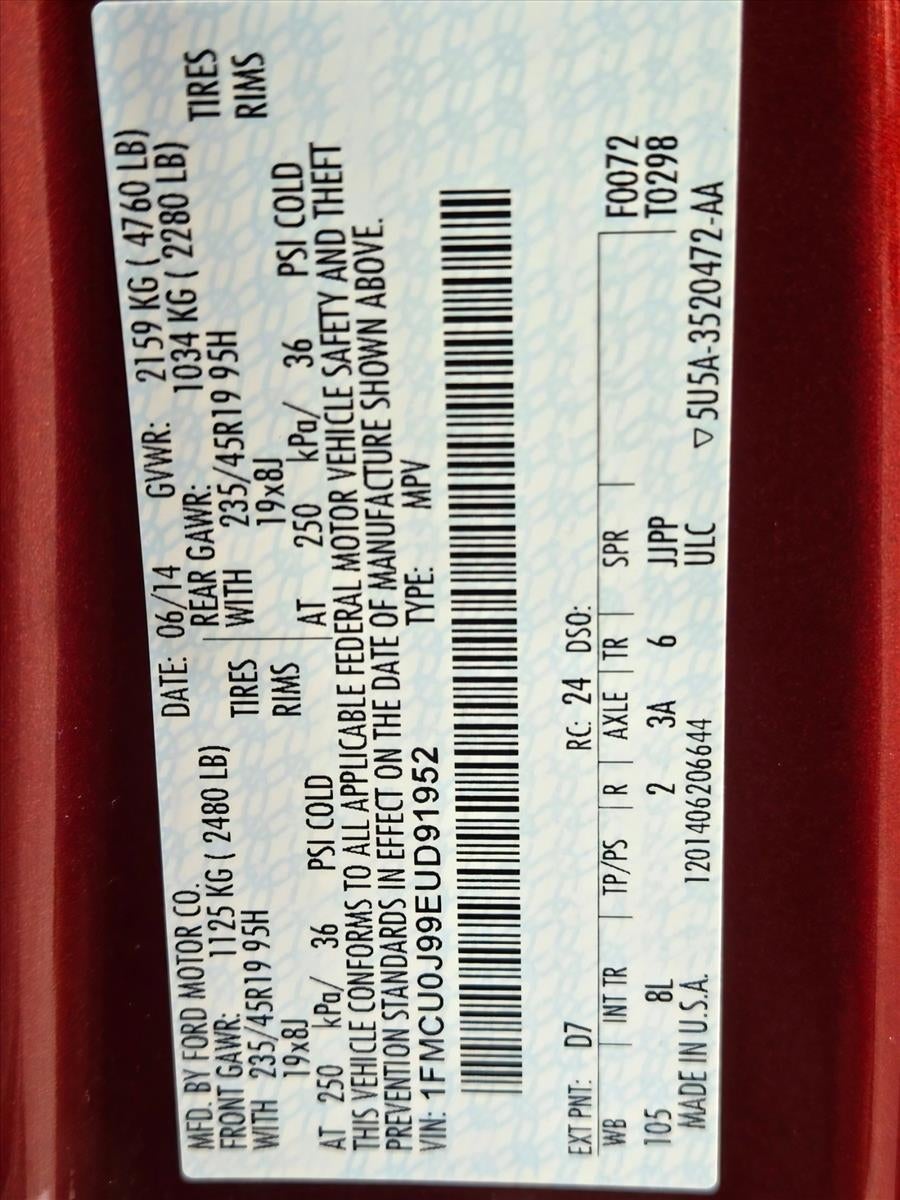 MFD. BY FORD MOTOR CO. DATE: 06/14 GVWR: 2159 KG ( 4760 LB)
FRONT GAWR: 1125 KG ( 2480 LB) REAR GAWR: 1034 KG ( 2280 LB)
WITH 235/45R19 95H TIRES WITH 235/45R19 95H TIRES
19x8J RIMS 19x8J RIMS
AT 250 kPa/ 36 PSI COLD AT 250 kPa/ 36 PSI COLD
THIS VEHICLE CONFORMS TO ALL APPLICABLE FEDERAL MOTOR VEHICLE SAFETY AND THEFT
PREVENTION STANDARDS IN EFFECT ON THE DATE OF MANUFACTURE SHOWN ABOVE.
VIN: 1FMCU0J99EUD91952 TYPE: MPV
EXT PNT: D7 RC: 24 DSO:
WB INT TR TP/PS R AXLE TR SPR F0072
105 8L 2 3A 6 JJPP T0298
MADE IN U.S.A. 1201406206644 ULC ▽5U5A-3520472-AA